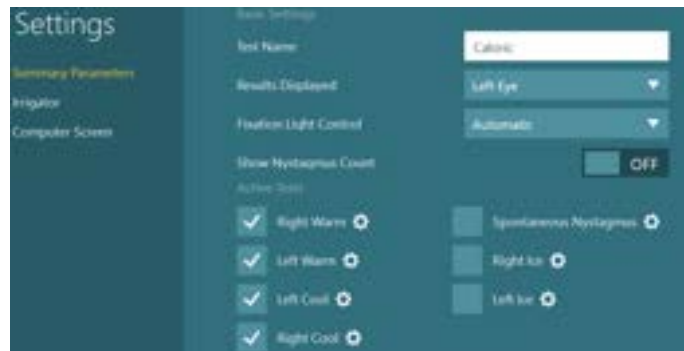 Settings
Summary Parameters
Irrigator
Computer Screen
Basic Settings
Test Name
Caloric
Results Displayed
Left Eye
Fixation Light Control
Automatic
Show Nystagmus Count
OFF
Active Tests
Right Warm
Spontaneous Nystagmus
Left Warm
Right Ice
Left Cool
Left Ice
Right Cool